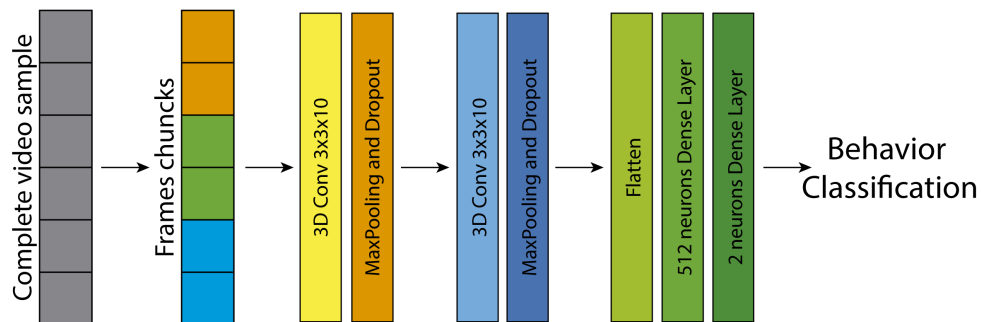 Complete video sample
Frames chuncks
3D Conv 3x3x10
MaxPooling and Dropout
3D Conv 3x3x10
MaxPooling and Dropout
Flatten
512 neurons Dense Layer
2 neurons Dense Layer
Behavior
Classification